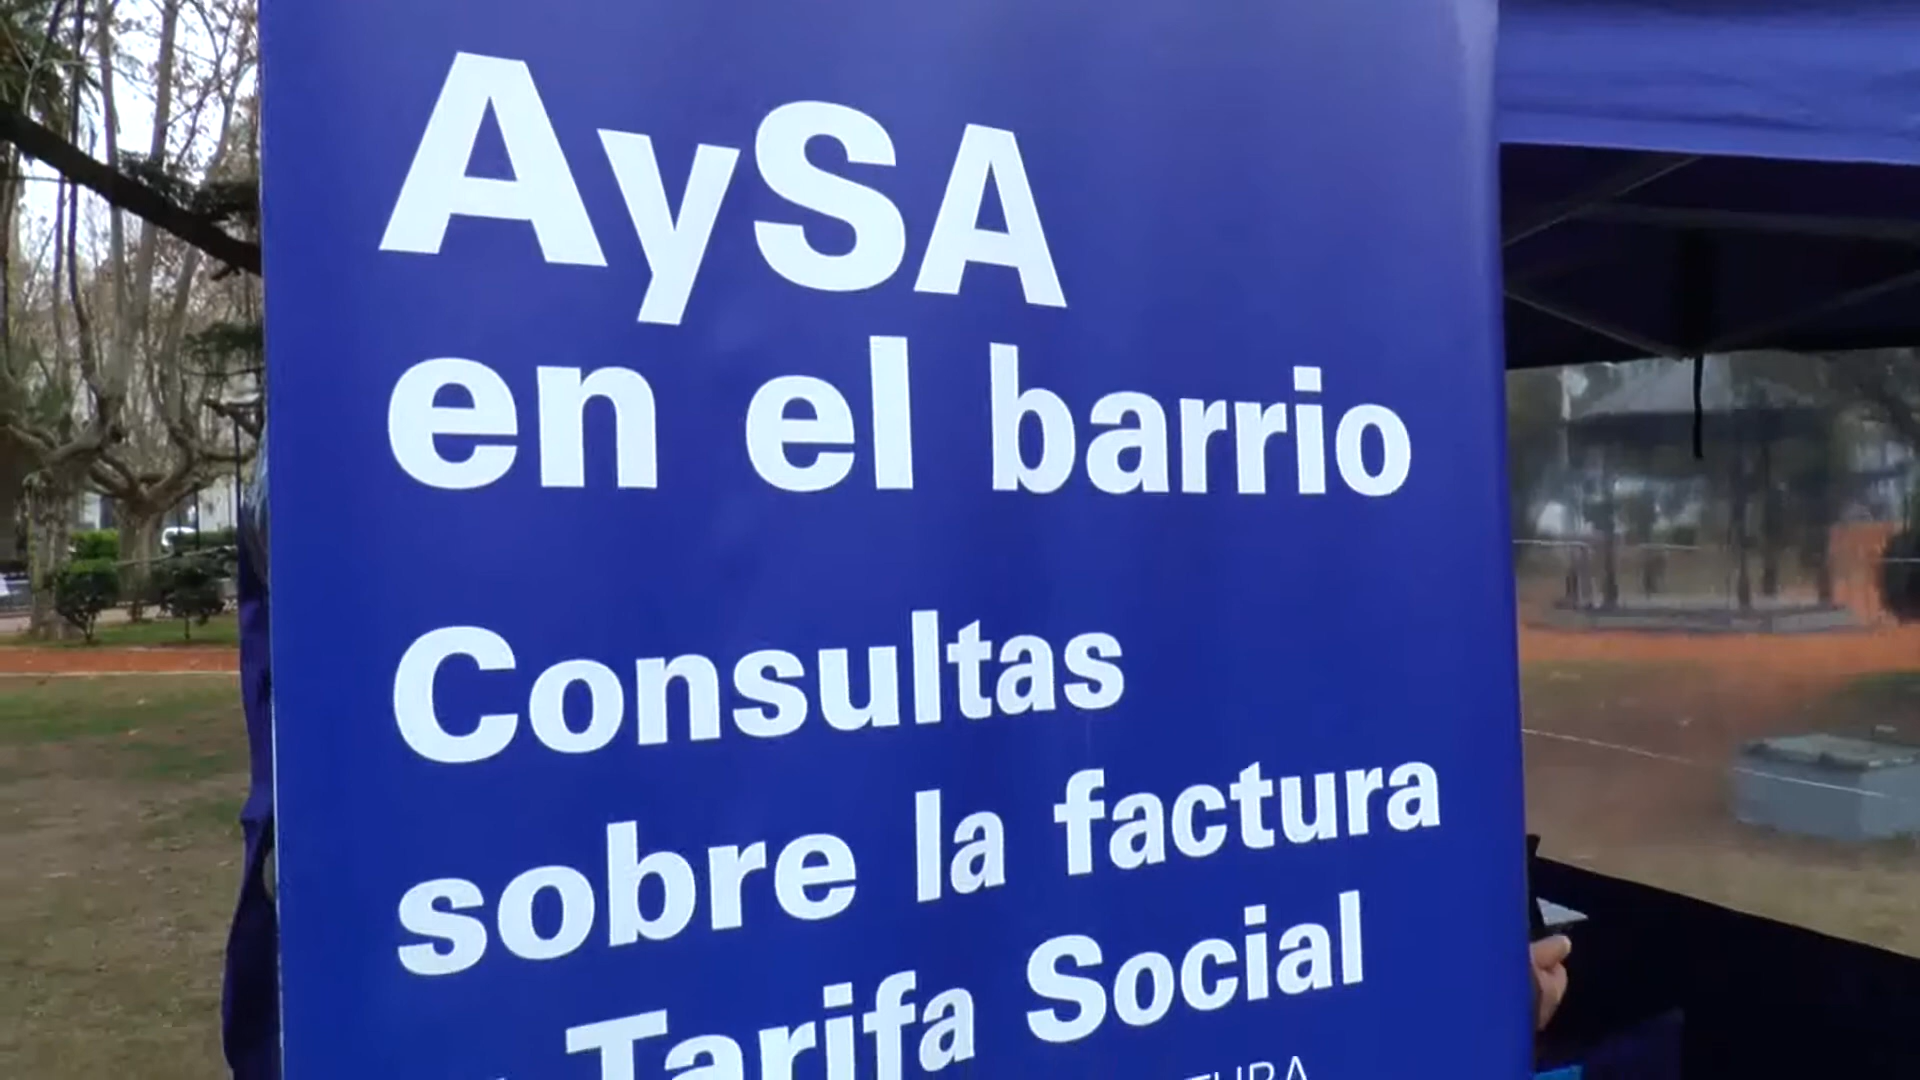 AySA
en el barrio
Consultas
sobre la factura
Tarifa Social